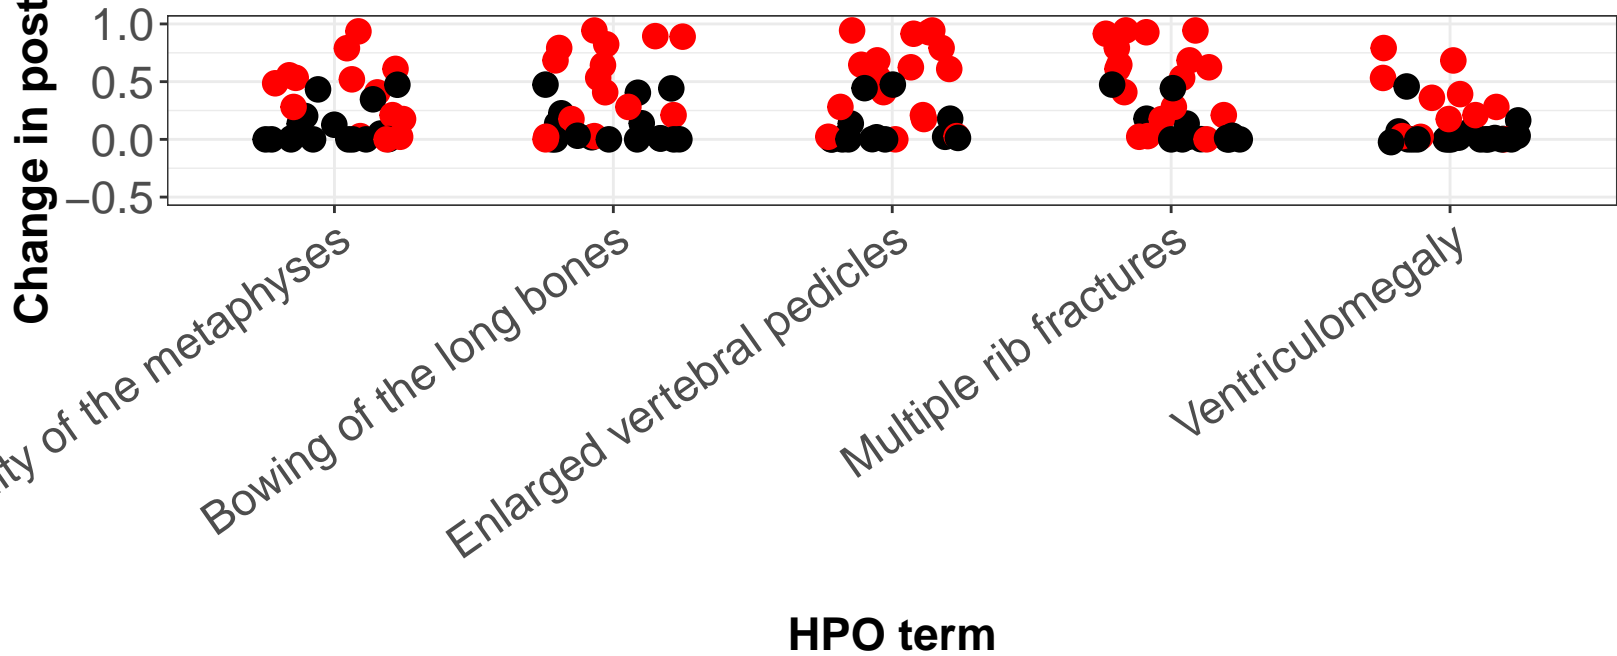 Change in post
1.0
0.5
0.0
−0.5
ity of the metaphyses
Bowing of the long bones
Enlarged vertebral pedicles
Multiple rib fractures
Ventriculomegaly
HPO term